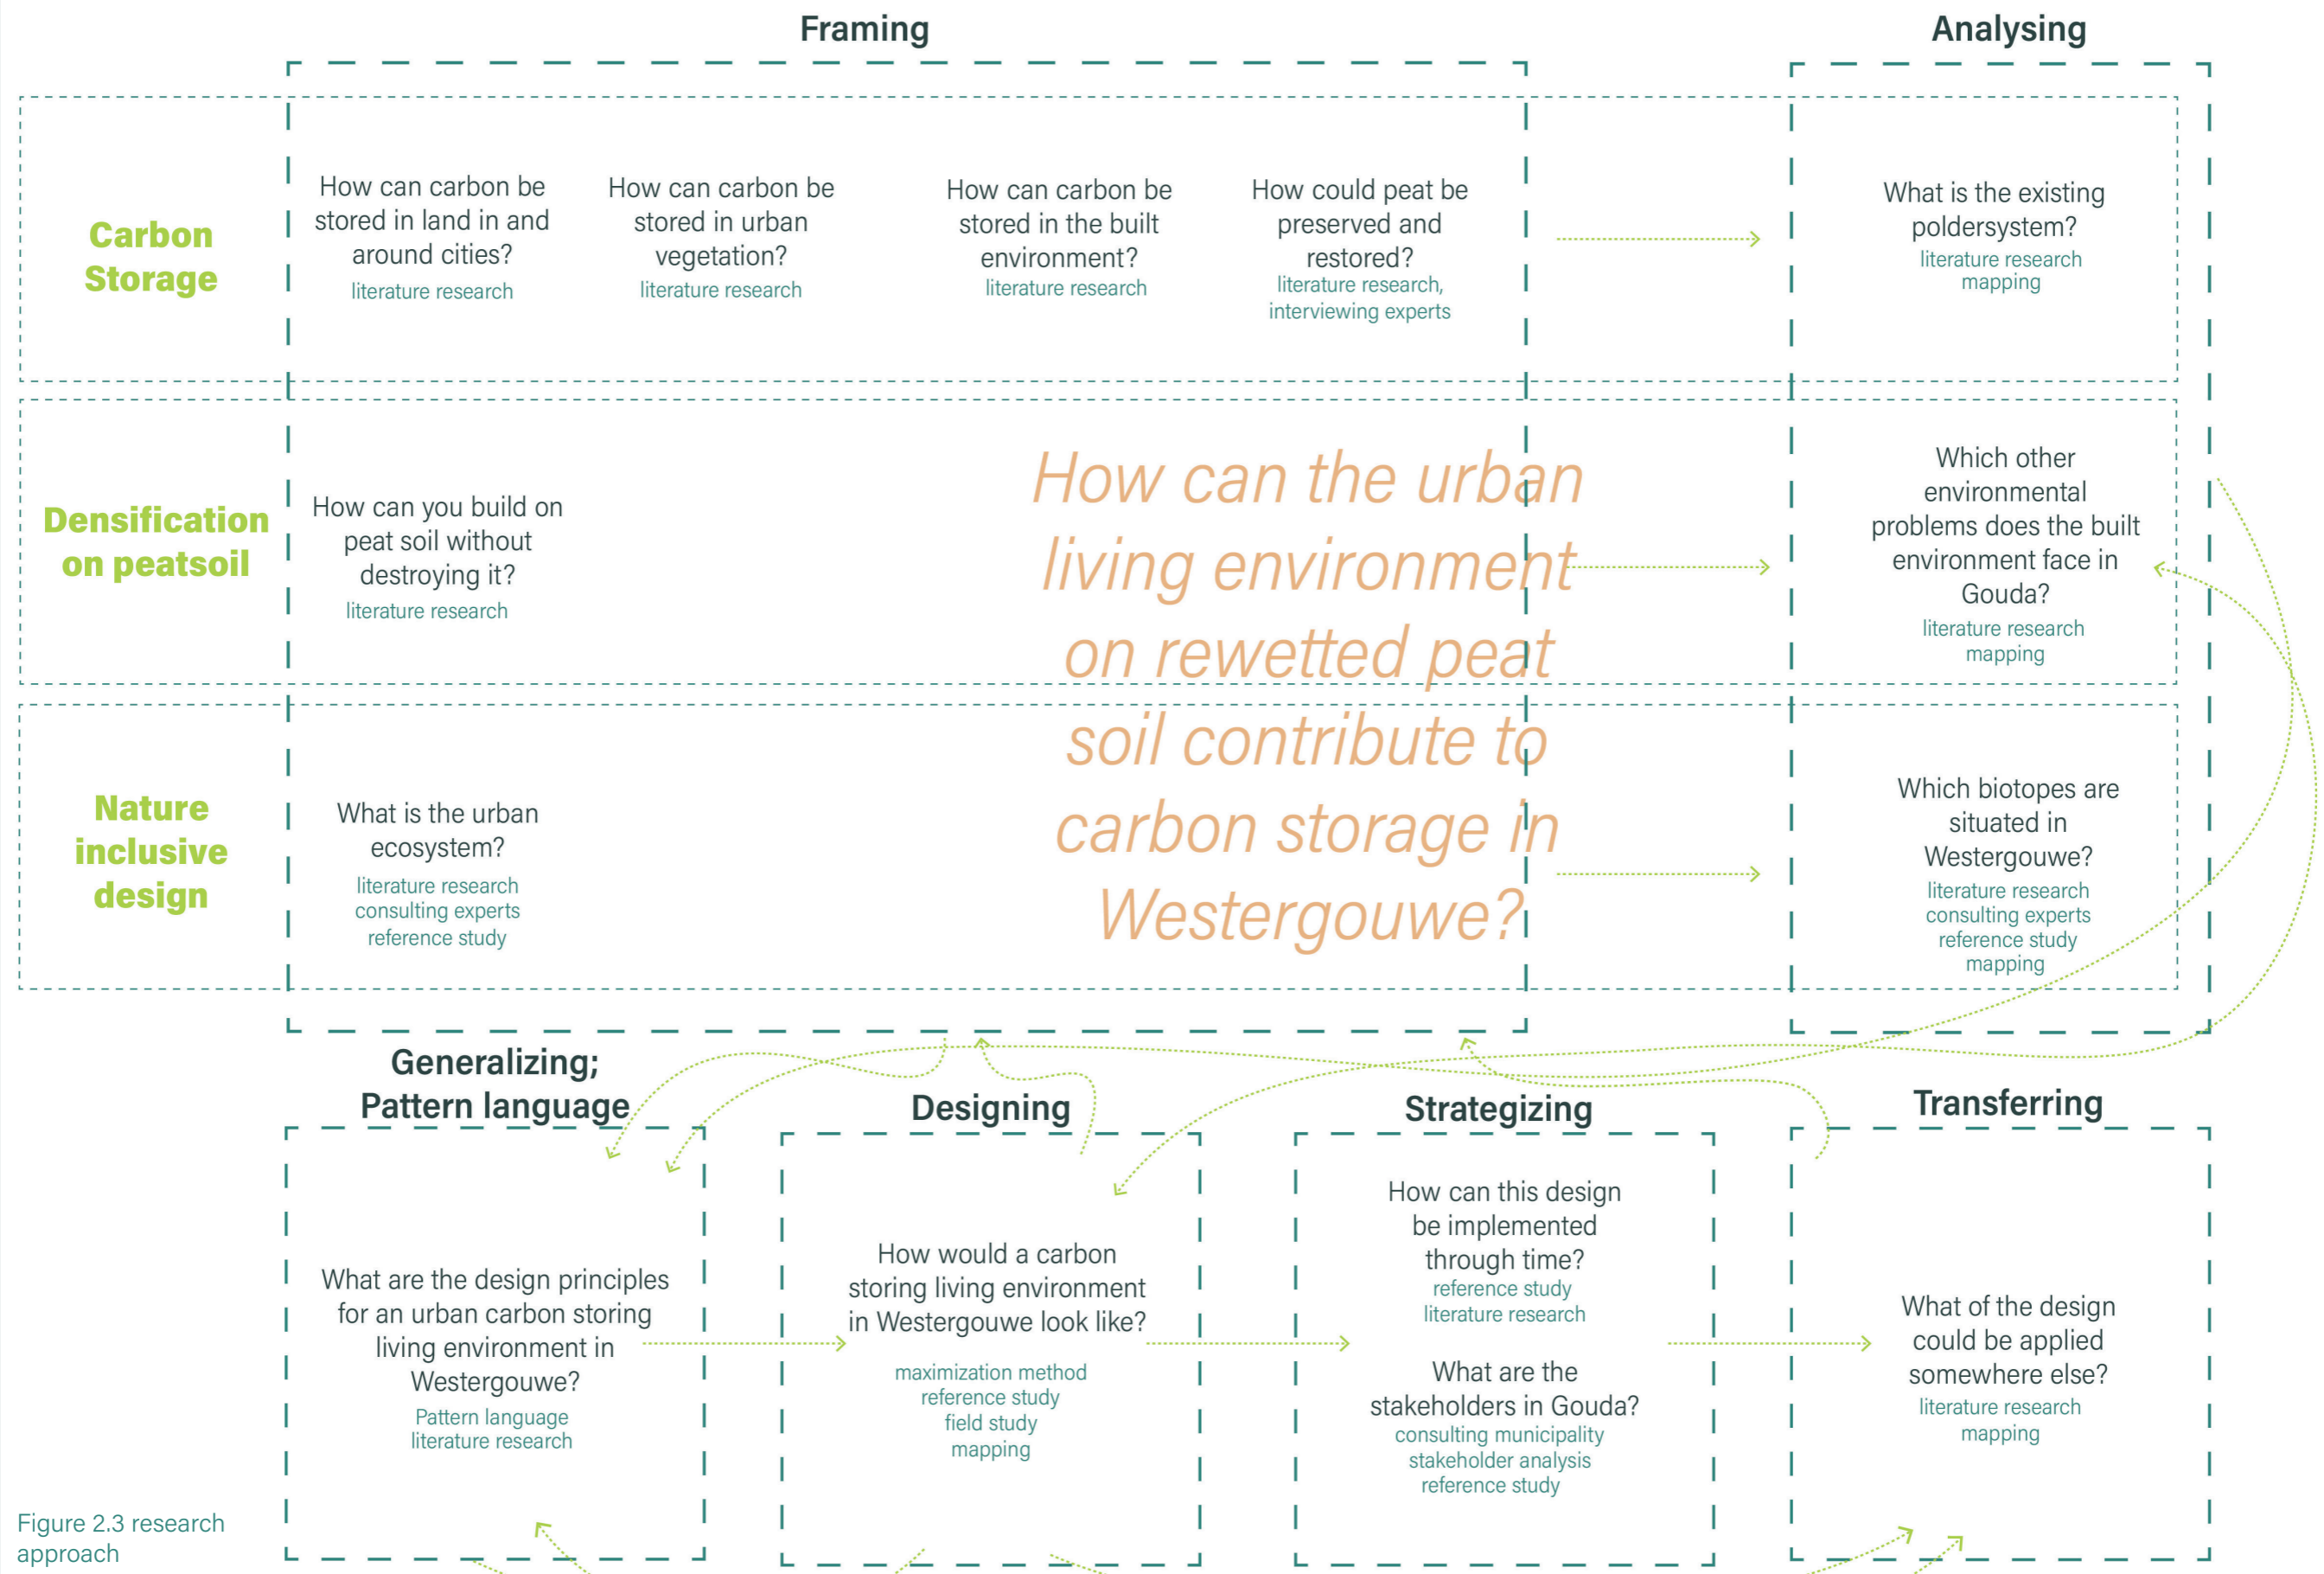 Framing
Analysing
Carbon
Storage
How can carbon be
stored in land in and
around cities?
literature research
How can carbon be
stored in urban
vegetation?
literature research
How can carbon be
stored in the built
environment?
literature research
How could peat be
preserved and
restored?
literature research,
interviewing experts
What is the existing
poldersystem?
literature research
mapping
Densification
on peatsoil
How can you build on
peat soil without
destroying it?
literature research
How can the urban
living environment
on rewetted peat
soil contribute to
carbon storage in
Westergouwe?
Which other
environmental
problems does the built
environment face in
Gouda?
literature research
mapping
Nature
inclusive
design
What is the urban
ecosystem?
literature research
consulting experts
reference study
Which biotopes are
situated in
Westergouwe?
literature research
consulting experts
reference study
mapping
Generalizing;
Pattern language
What are the design principles
for an urban carbon storing
living environment in
Westergouwe?
Pattern language
literature research
Designing
How would a carbon
storing living environment
in Westergouwe look like?
maximization method
reference study
field study
mapping
Strategizing
How can this design
be implemented
through time?
reference study
literature research
What are the
stakeholders in Gouda?
consulting municipality
stakeholder analysis
reference study
Transferring
What of the design
could be applied
somewhere else?
literature research
mapping
Figure 2.3 research
approach